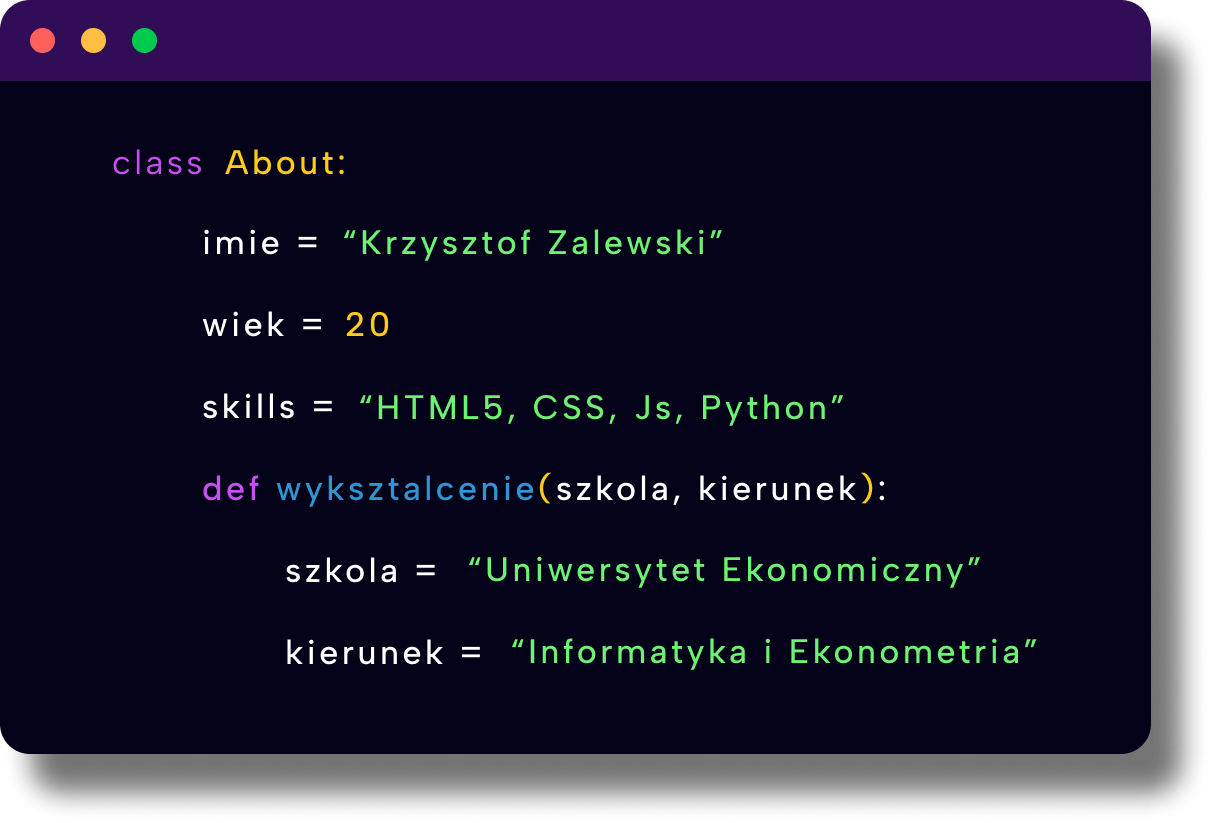 class About:
imie = “Krzysztof Zalewski”
wiek = 20
skills = “HTML5, CSS, Js, Python”
def wyksztalcenie(szkola, kierunek):
szkola = “Uniwersytet Ekonomiczny”
kierunek = “Informatyka i Ekonometria”